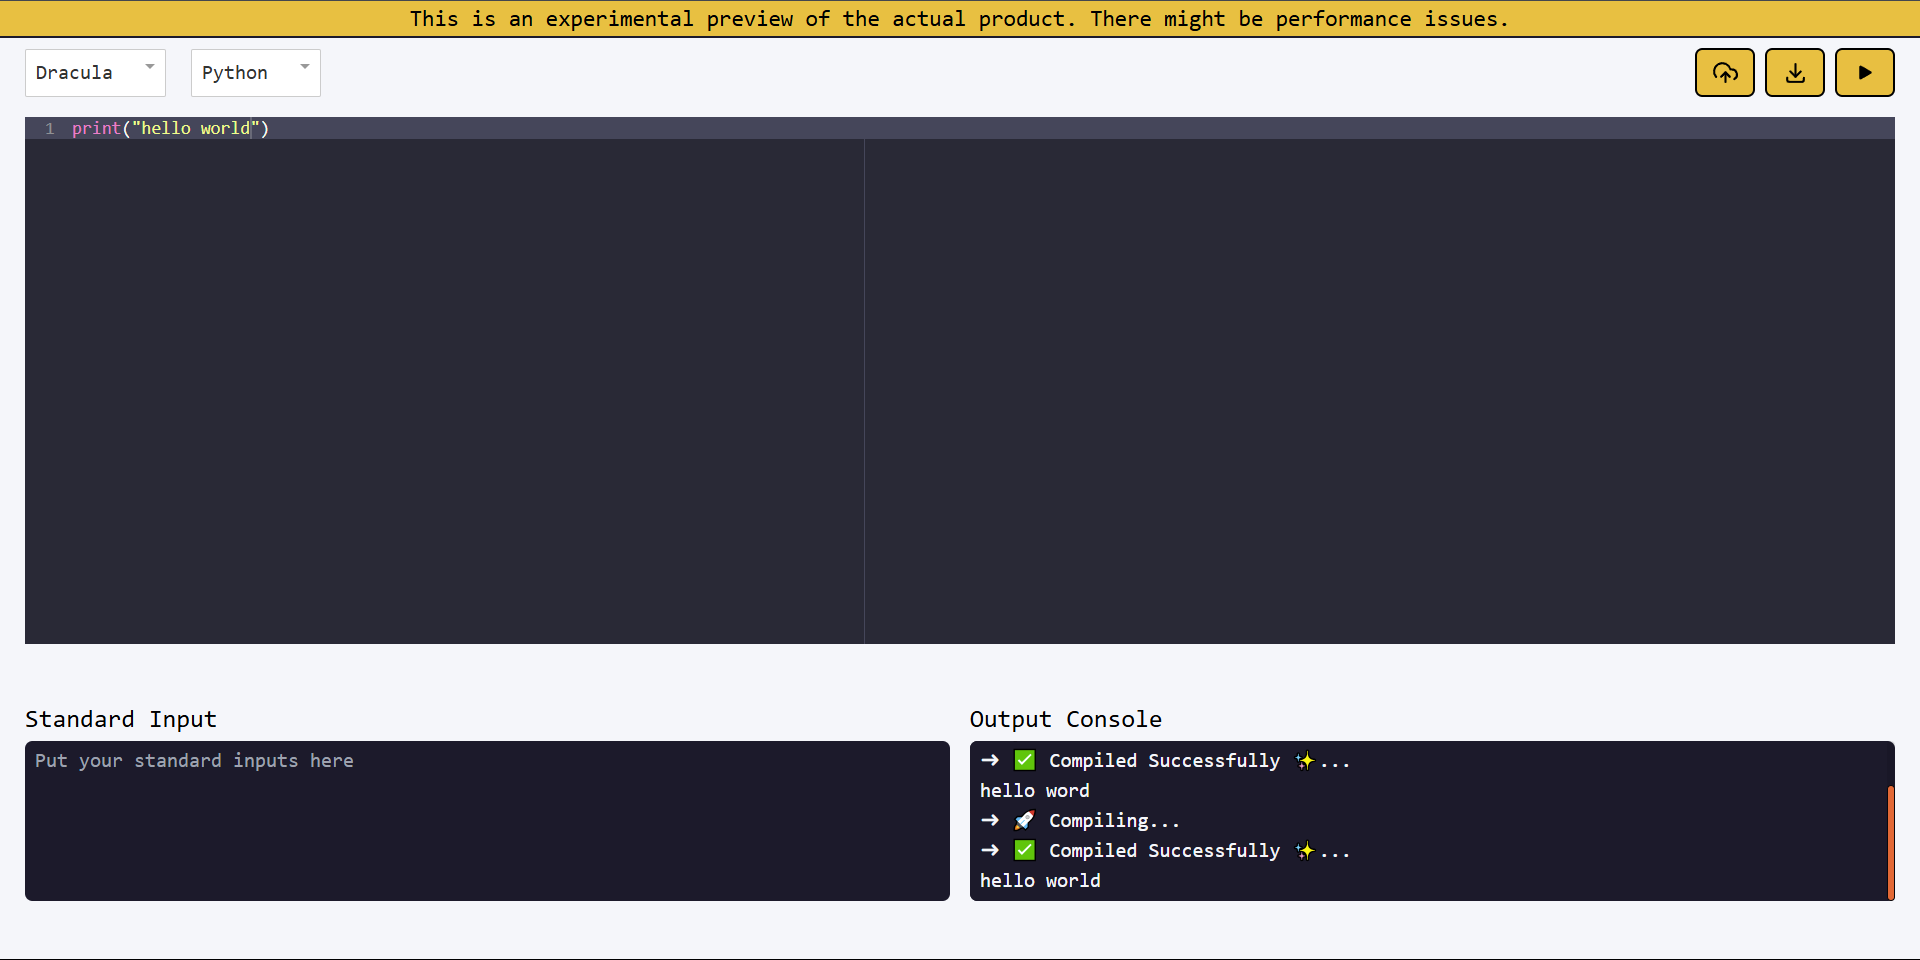 This is an experimental preview of the actual product. There might be performance issues.
Dracula
Python
1 print("hello world")
Standard Input
Output Console
Put your standard inputs here
→ ✅ Compiled Successfully ✨...
hello word
→ 🚀 Compiling...
→ ✅ Compiled Successfully ✨...
hello world